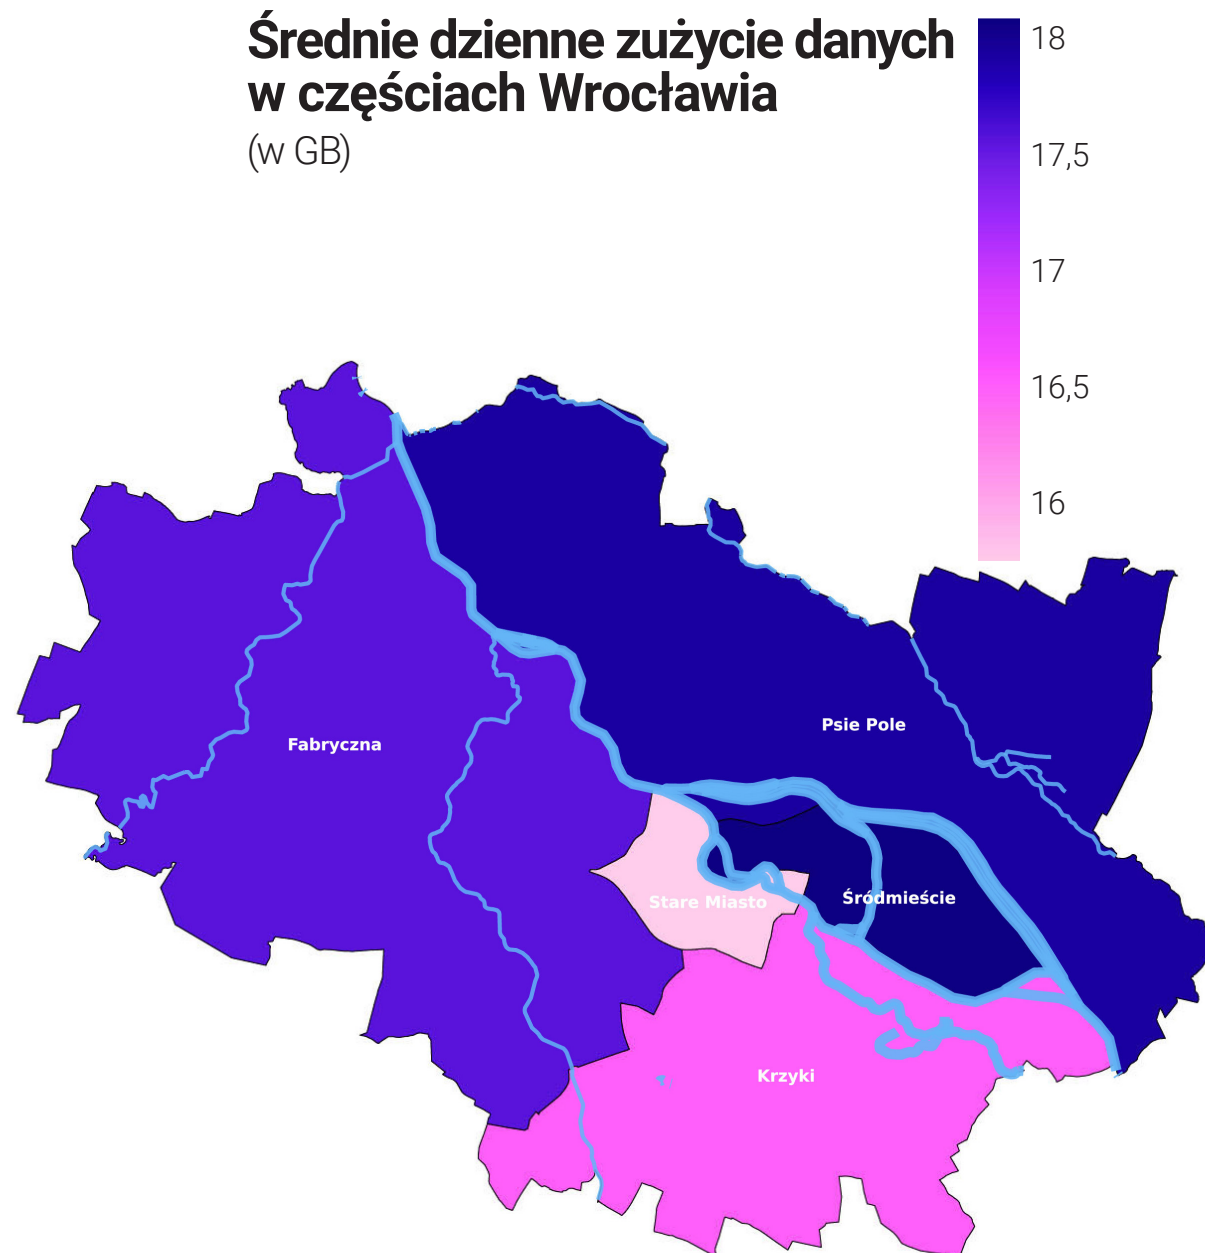 Średnie dzienne zużycie danych
w częściach Wrocławia
(w GB)
18
17,5
17
16,5
16
Psie Pole
Fabryczna
Śródmieście
Stare Miasto
Krzyki